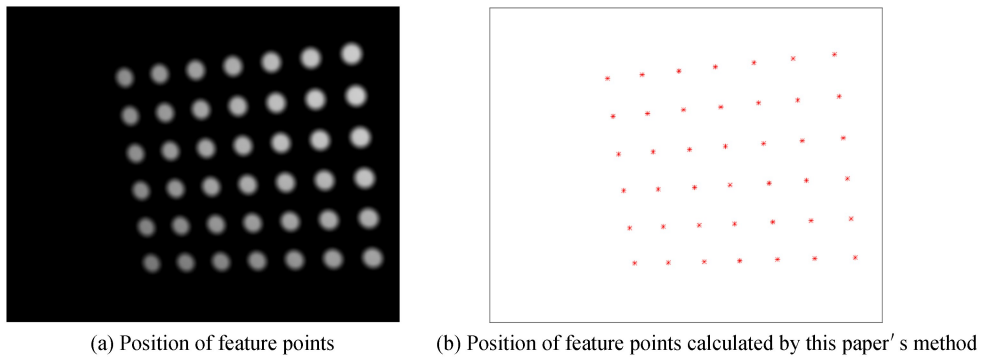 (a) Position of feature points
(b) Position of feature points calculated by this paper′ s method